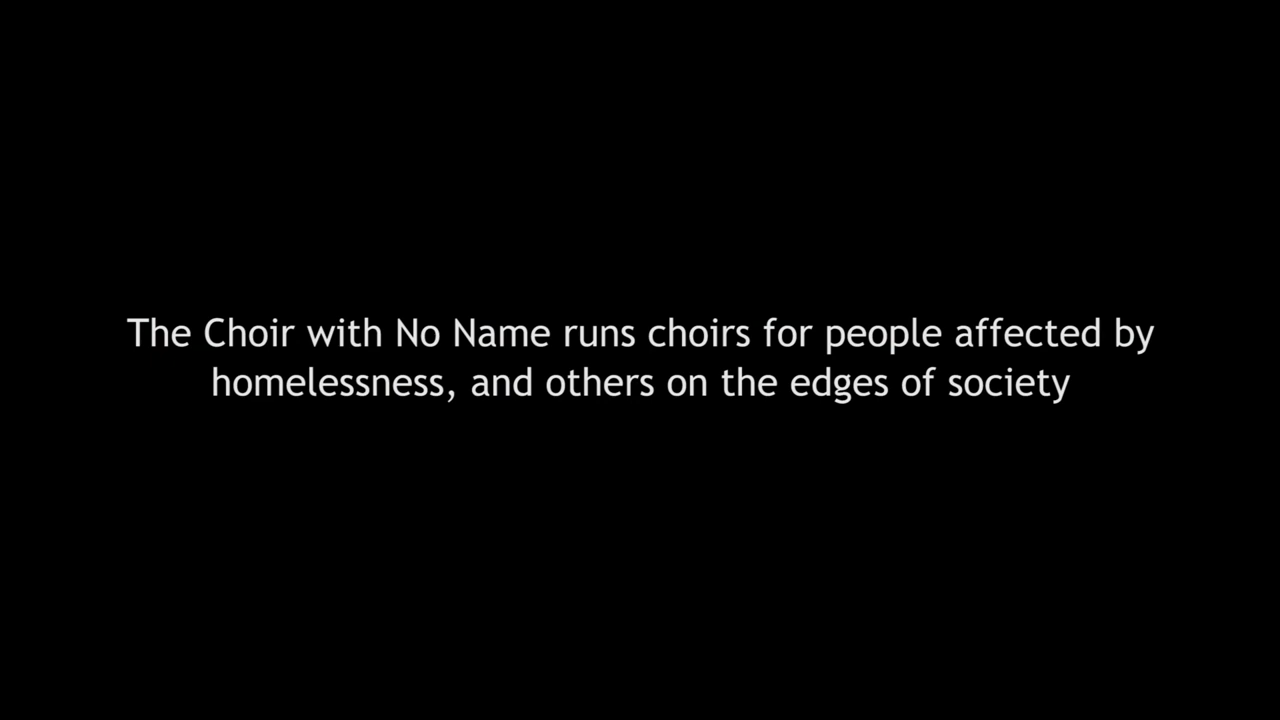 The Choir with No Name runs choirs for people affected by
homelessness, and others on the edges of society